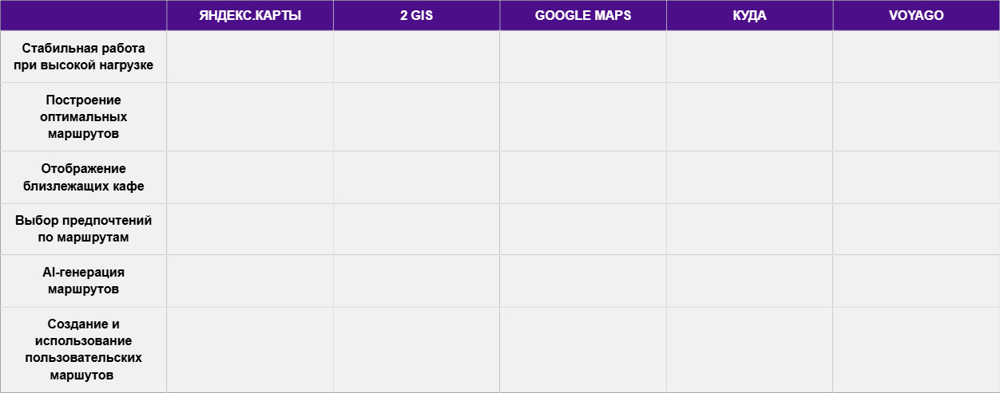 ЯНДЕКС.КАРТЫ 2 GIS GOOGLE MAPS КУДА VOYAGO
Стабильная работа
при высокой нагрузке
Построение
оптимальных
маршрутов
Отображение
близлежащих кафе
Выбор предпочтений
по маршрутам
AI-генерация
маршрутов
Создание и
использование
пользовательских
маршутов